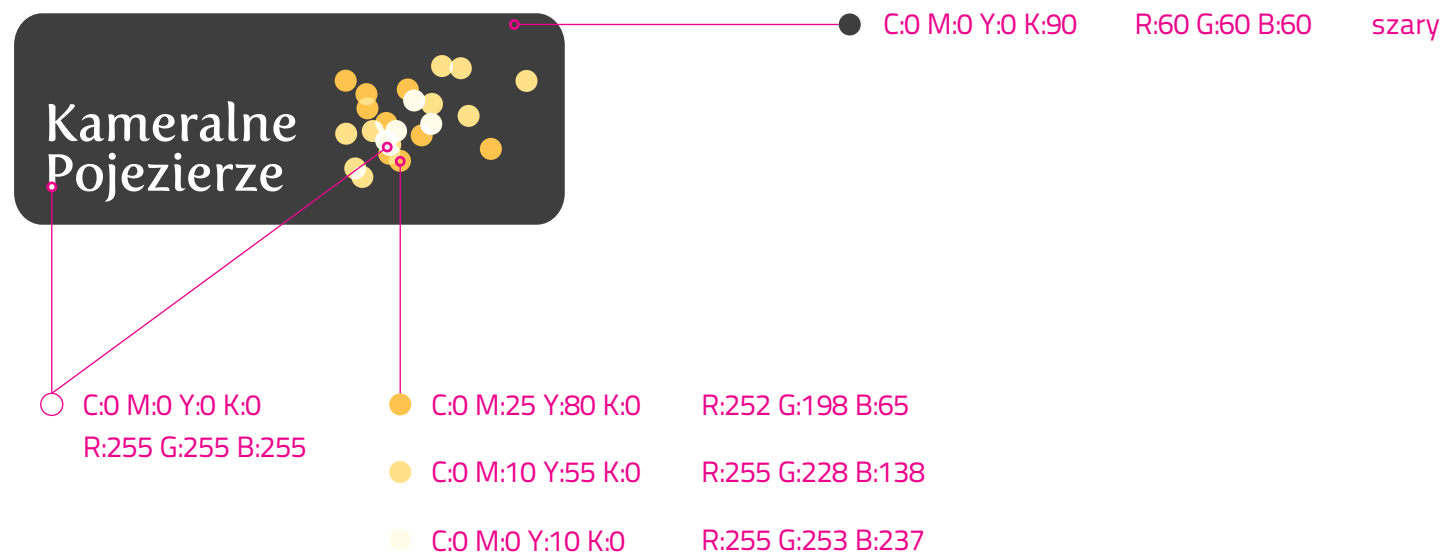 C:0 M:0 Y:0 K:90 R:60 G:60 B:60 szary
Kameralne
Pojezierze
C:0 M:0 Y:0 K:0
R:255 G:255 B:255
C:0 M:25 Y:80 K:0 R:252 G:198 B:65
C:0 M:10 Y:55 K:0 R:255 G:228 B:138
C:0 M:0 Y:10 K:0 R:255 G:253 B:237